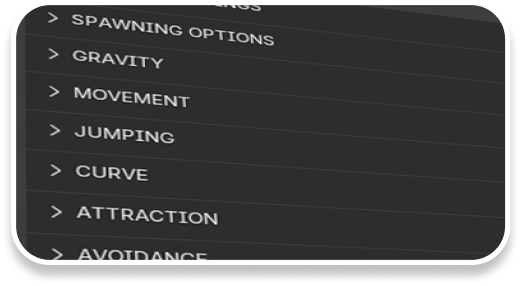 > SPAWNING OPTIONS
> GRAVITY
> MOVEMENT
> JUMPING
> CURVE
> ATTRACTION
> AVOIDANCE